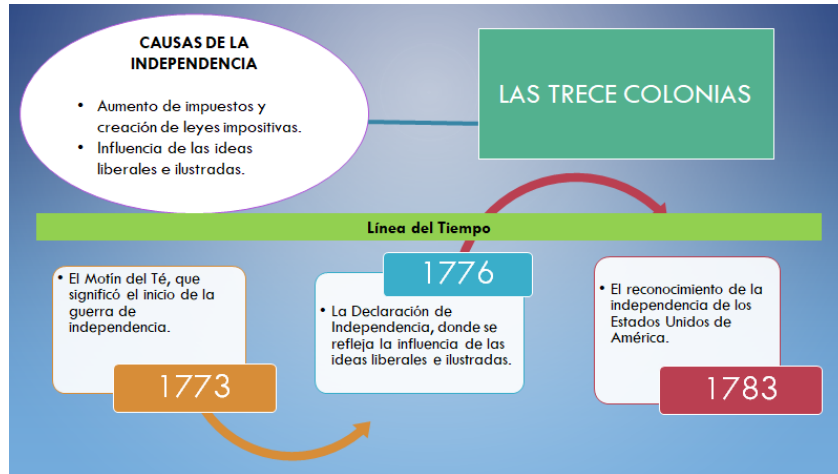 CAUSAS DE LA
INDEPENDENCIA
• Aumento de impuestos y
creación de leyes impositivas.
• Influencia de las ideas
liberales e ilustradas.
LAS TRECE COLONIAS
Línea del Tiempo
• El Motín del Té, que
significó el inicio de la
guerra de
independencia.
1773
1776
• La Declaración de
Independencia, donde se
refleja la influencia de las
ideas liberales e ilustradas.
• El reconocimiento de la
independencia de los
Estados Unidos de
América.
1783